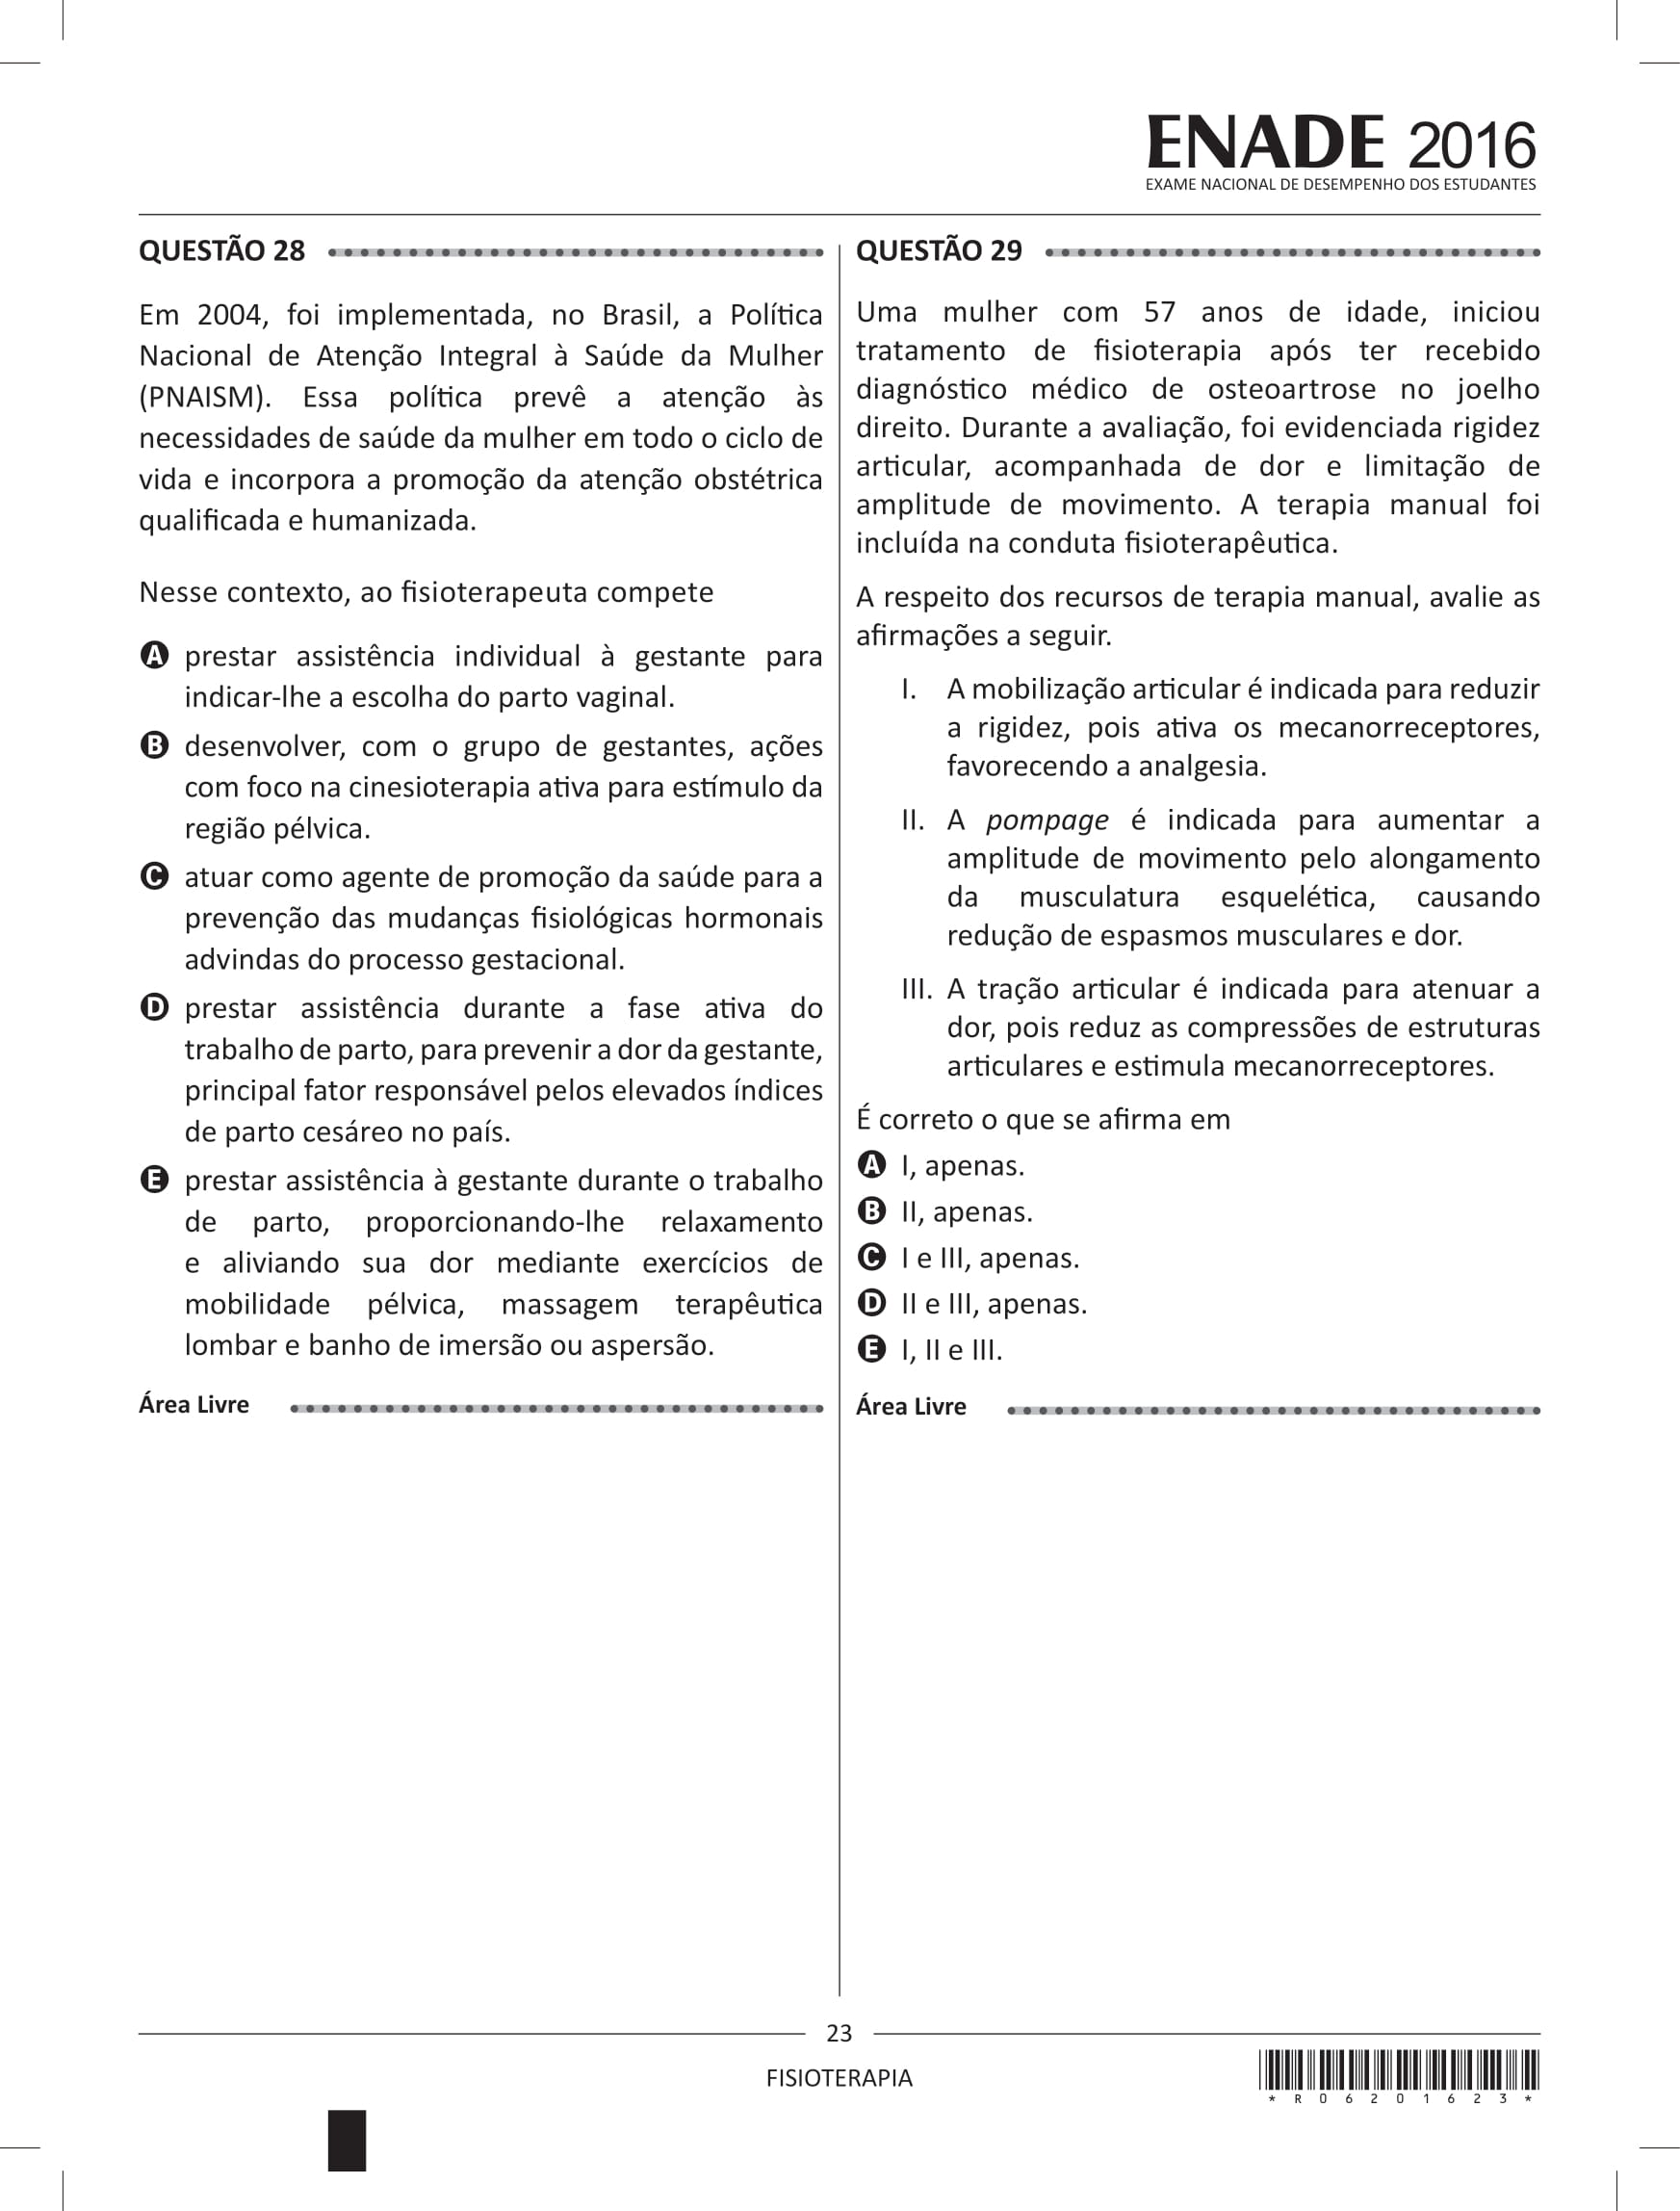 ENADE 2016
EXAME NACIONAL DE DESEMPENHO DOS ESTUDANTES
QUESTÃO 28
Em 2004, foi implementada, no Brasil, a Política
Nacional de Atenção Integral à Saúde da Mulher
(PNAISM). Essa política prevê a atenção às
necessidades de saúde da mulher em todo o ciclo de
vida e incorpora a promoção da atenção obstétrica
qualificada e humanizada.
Nesse contexto, ao fisioterapeuta compete
A prestar assistência individual à gestante para
indicar-lhe a escolha do parto vaginal.
B desenvolver, com o grupo de gestantes, ações
com foco na cinesioterapia ativa para estímulo da
região pélvica.
C atuar como agente de promoção da saúde para a
prevenção das mudanças fisiológicas hormonais
advindas do processo gestacional.
D prestar assistência durante a fase ativa do
trabalho de parto, para prevenir a dor da gestante,
principal fator responsável pelos elevados índices
de parto cesáreo no país.
E prestar assistência à gestante durante o trabalho
de parto, proporcionando-lhe relaxamento
e aliviando sua dor mediante exercícios de
mobilidade pélvica, massagem terapêutica
lombar e banho de imersão ou aspersão.
Área Livre
QUESTÃO 29
Uma mulher com 57 anos de idade, iniciou
tratamento de fisioterapia após ter recebido
diagnóstico médico de osteoartrose no joelho
direito. Durante a avaliação, foi evidenciada rigidez
articular, acompanhada de dor e limitação de
amplitude de movimento. A terapia manual foi
incluída na conduta fisioterapêutica.
A respeito dos recursos de terapia manual, avalie as
afirmações a seguir.
I. A mobilização articular é indicada para reduzir
a rigidez, pois ativa os mecanorreceptores,
favorecendo a analgesia.
II. A pompage é indicada para aumentar a
amplitude de movimento pelo alongamento
da musculatura esquelética, causando
redução de espasmos musculares e dor.
III. A tração articular é indicada para atenuar a
dor, pois reduz as compressões de estruturas
articulares e estimula mecanorreceptores.
É correto o que se afirma em
A I, apenas.
B II, apenas.
C I e III, apenas.
D II e III, apenas.
E I, II e III.
Área Livre
23
FISIOTERAPIA
*R06201623*